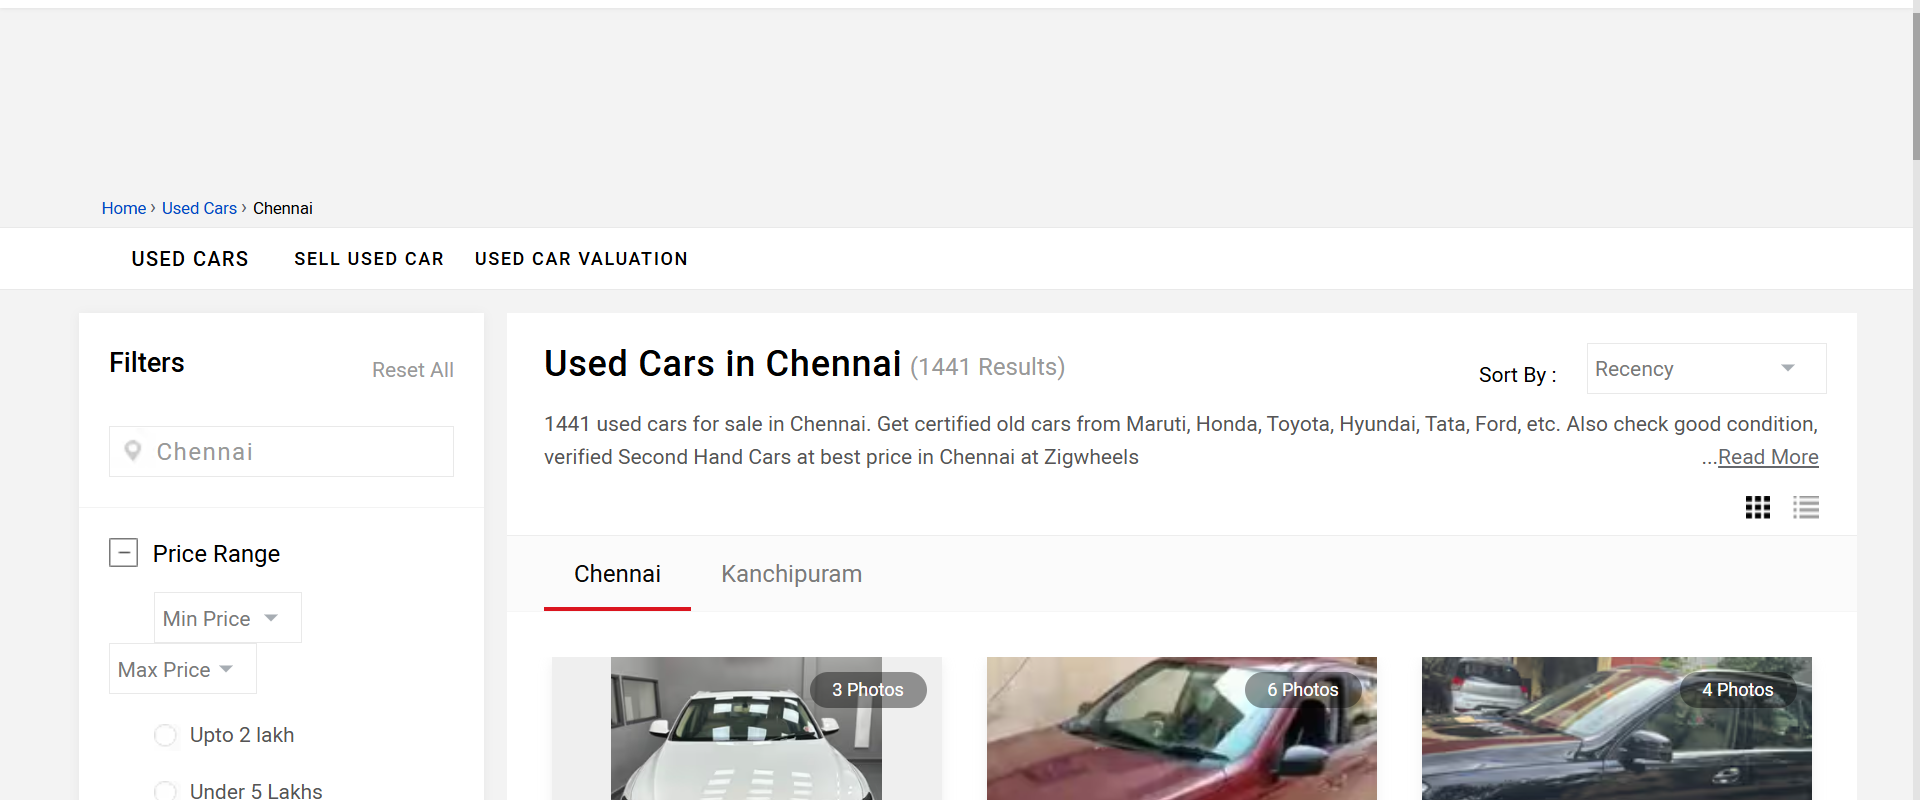 Home › Used Cars › Chennai
USED CARS SELL USED CAR USED CAR VALUATION
Filters
Reset All
Chennai
Price Range
Min Price
Max Price
Upto 2 lakh
Under 5 Lakhs
Used Cars in Chennai (1441 Results)
Sort By :
Recency
1441 used cars for sale in Chennai. Get certified old cars from Maruti, Honda, Toyota, Hyundai, Tata, Ford, etc. Also check good condition,
verified Second Hand Cars at best price in Chennai at Zigwheels
...Read More
Chennai
Kanchipuram
3 Photos
6 Photos
4 Photos